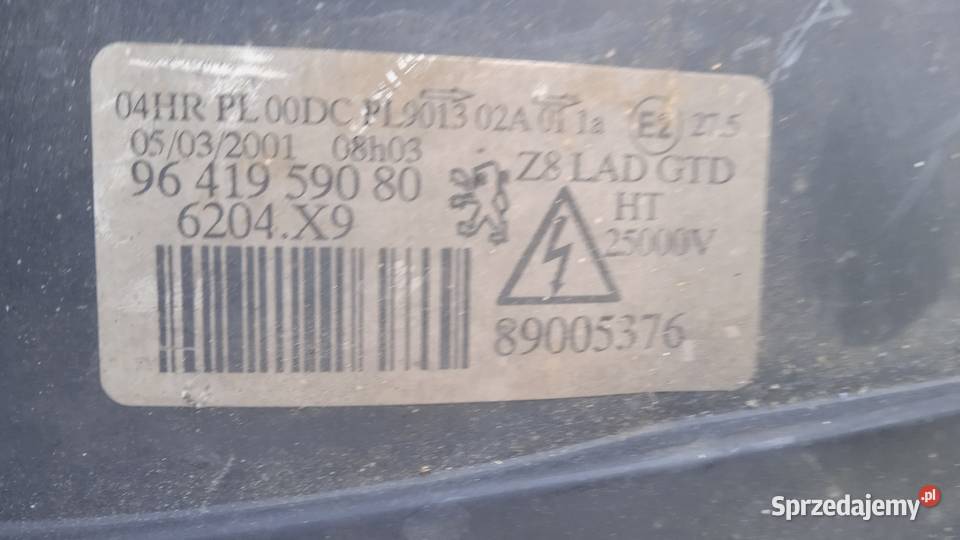 04HR PL 00DC PL9013 02A 01 1a E2 27.5
05/03/2001 08h03
96 419 590 80
6204.X9
Z8 LAD GTD
HT
25000V
89005376
Sprzedajemy.pl